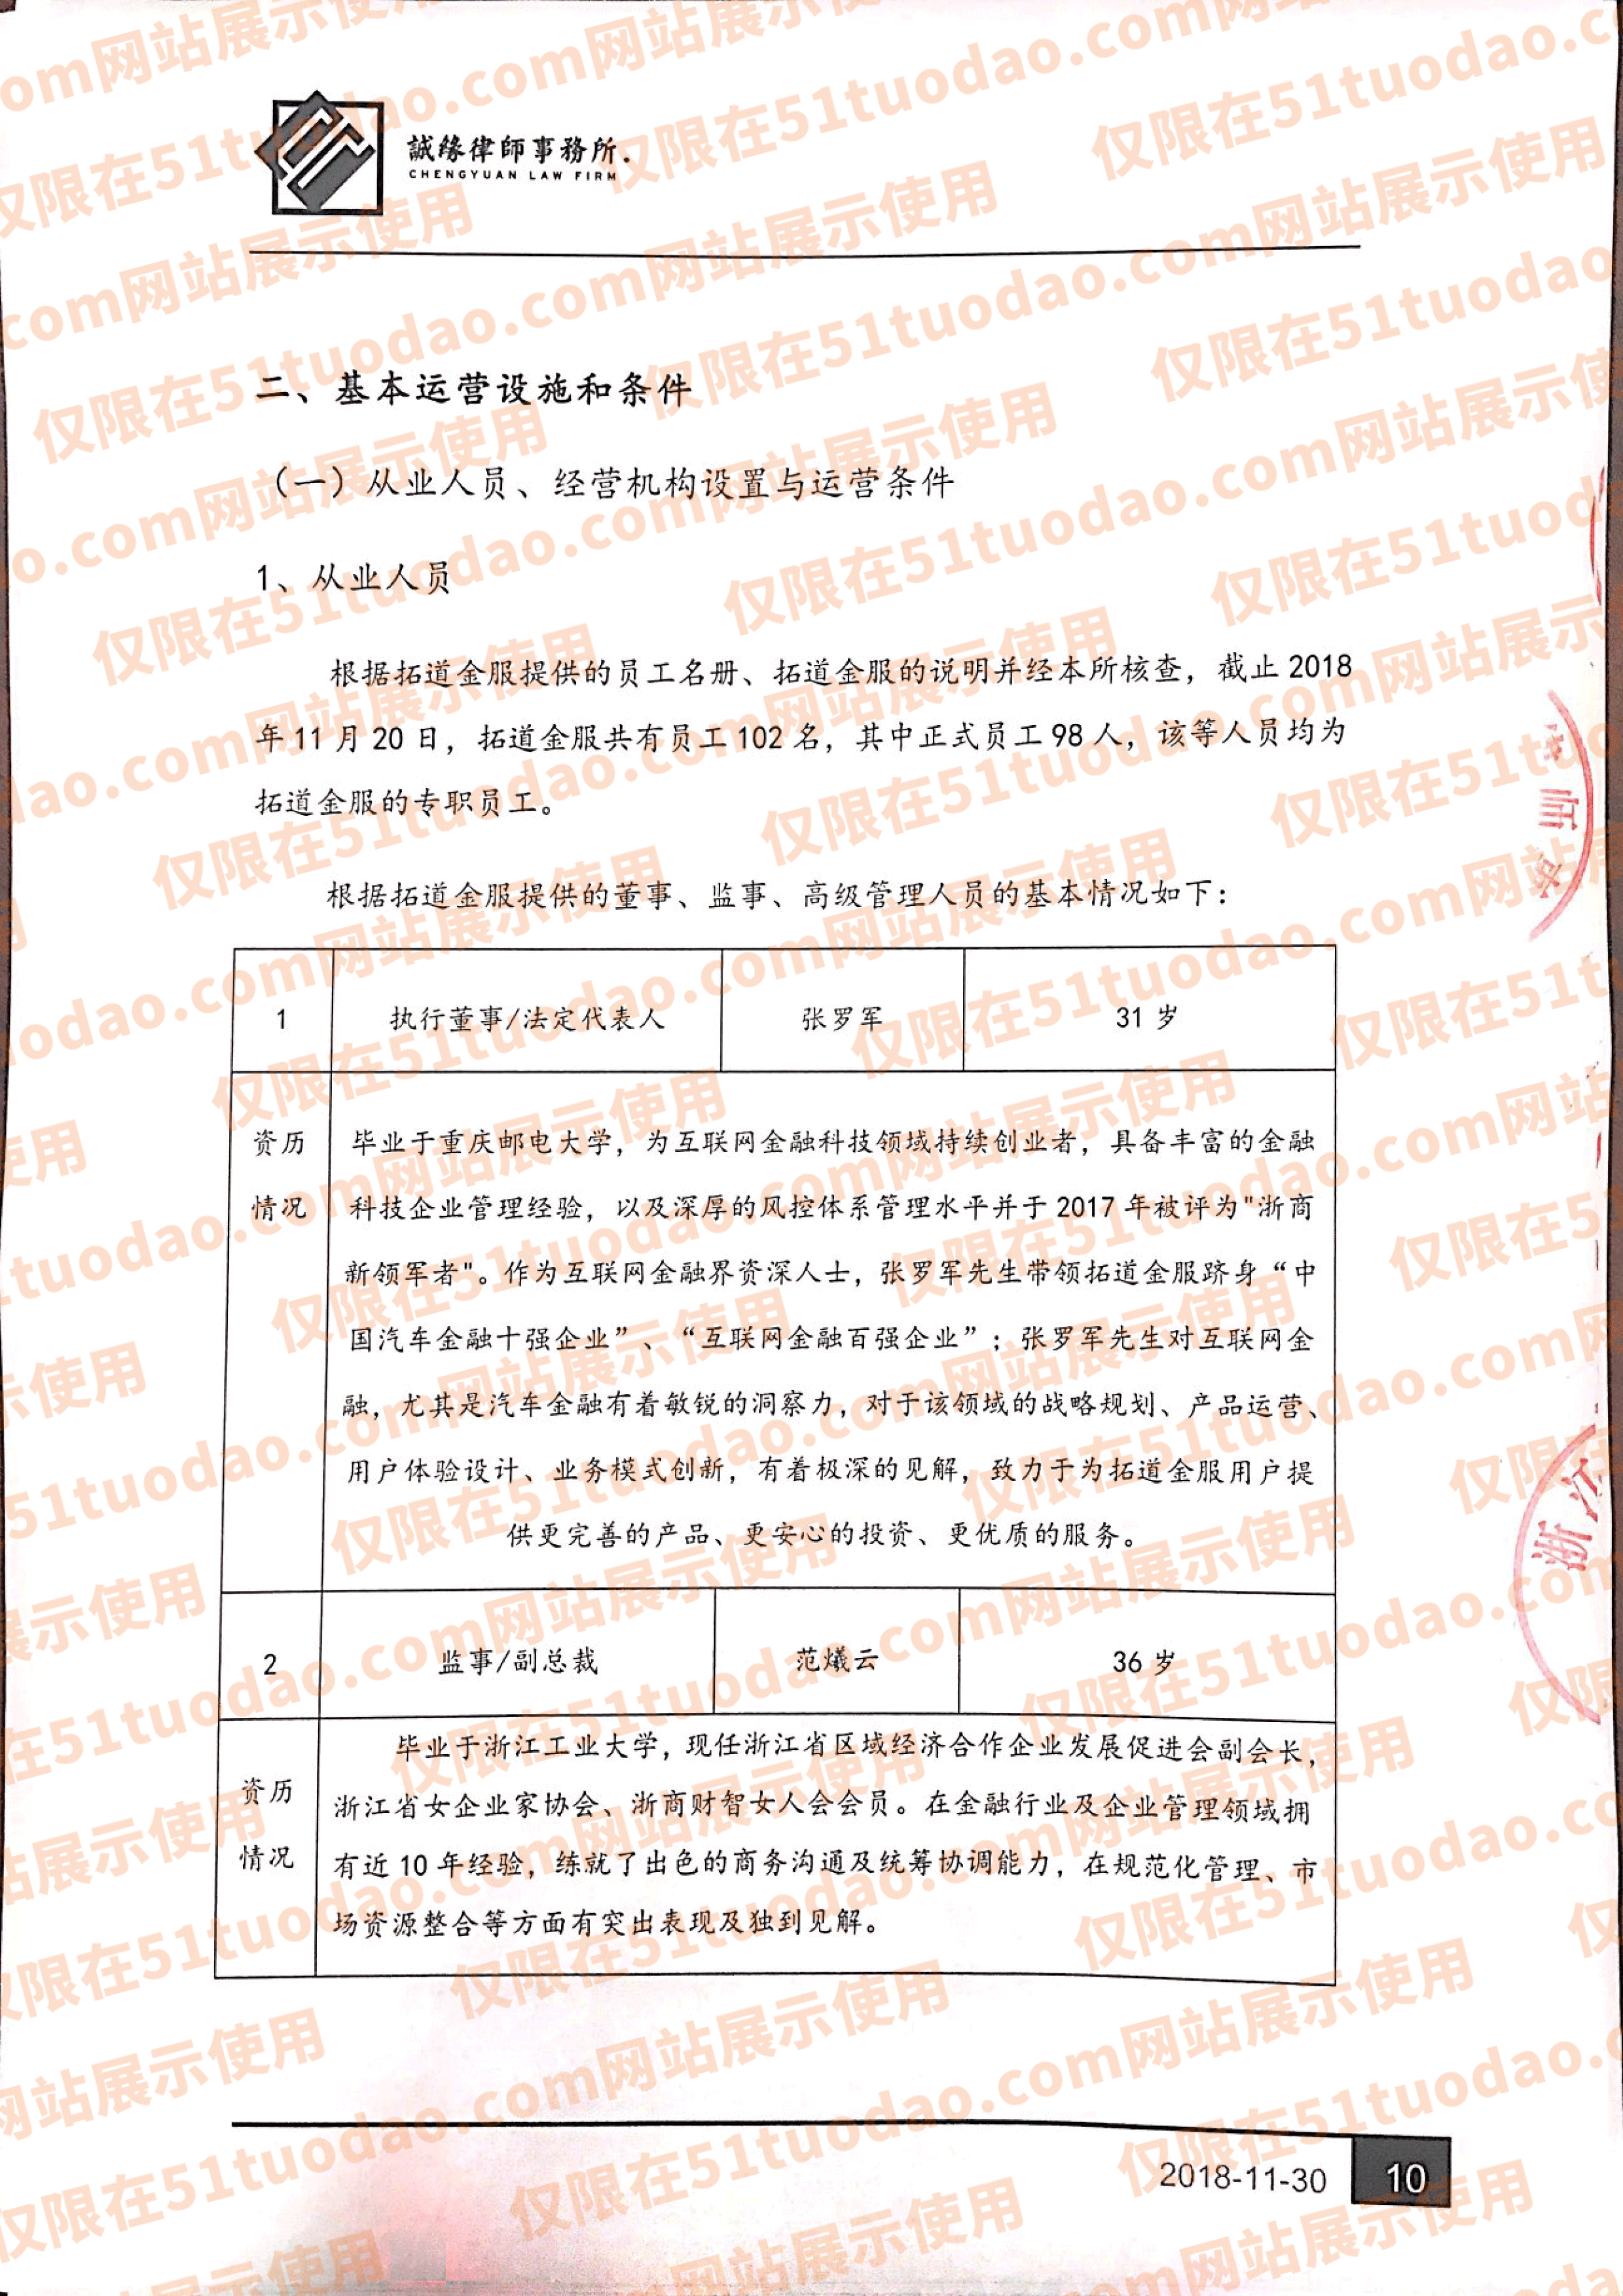 誠緣律師事務所.
CHENGYUAN LAW FIRM
二、基本运营设施和条件
（一）从业人员、经营机构设置与运营条件
1、从业人员
根据拓道金服提供的员工名册、拓道金服的说明并经本所核查，截止 2018
年 11 月 20 日，拓道金服共有员工 102 名，其中正式员工 98 人，该等人员均为
拓道金服的专职员工。
根据拓道金服提供的董事、监事、高级管理人员的基本情况如下：
1 执行董事/法定代表人 张罗军 31 岁
资历
情况
毕业于重庆邮电大学，为互联网金融科技领域持续创业者，具备丰富的金融
科技企业管理经验，以及深厚的风控体系管理水平并于 2017 年被评为"浙商
新领军者"。作为互联网金融界资深人士，张罗军先生带领拓道金服跻身“中
国汽车金融十强企业”、“互联网金融百强企业”；张罗军先生对互联网金
融，尤其是汽车金融有着敏锐的洞察力，对于该领域的战略规划、产品运营、
用户体验设计、业务模式创新，有着极深的见解，致力于为拓道金服用户提
供更完善的产品、更安心的投资、更优质的服务。
2 监事/副总裁 范爔云 36 岁
资历
情况
毕业于浙江工业大学，现任浙江省区域经济合作企业发展促进会副会长，
浙江省女企业家协会、浙商财智女人会会员。在金融行业及企业管理领域拥
有近 10 年经验，练就了出色的商务沟通及统筹协调能力，在规范化管理、市
场资源整合等方面有突出表现及独到见解。
2018-11-30 10
仅限在51tuodao.com网站展示使用
浙江